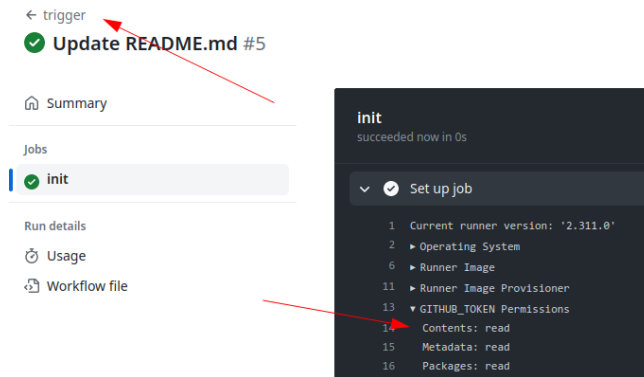 ← trigger
Update README.md #5
Summary
Jobs
init
Run details
Usage
Workflow file
init
succeeded now in 0s
Set up job
1 Current runner version: '2.311.0'
2 ▸ Operating System
6 ▸ Runner Image
11 ▸ Runner Image Provisioner
13 ▾ GITHUB_TOKEN Permissions
14 Contents: read
15 Metadata: read
16 Packages: read